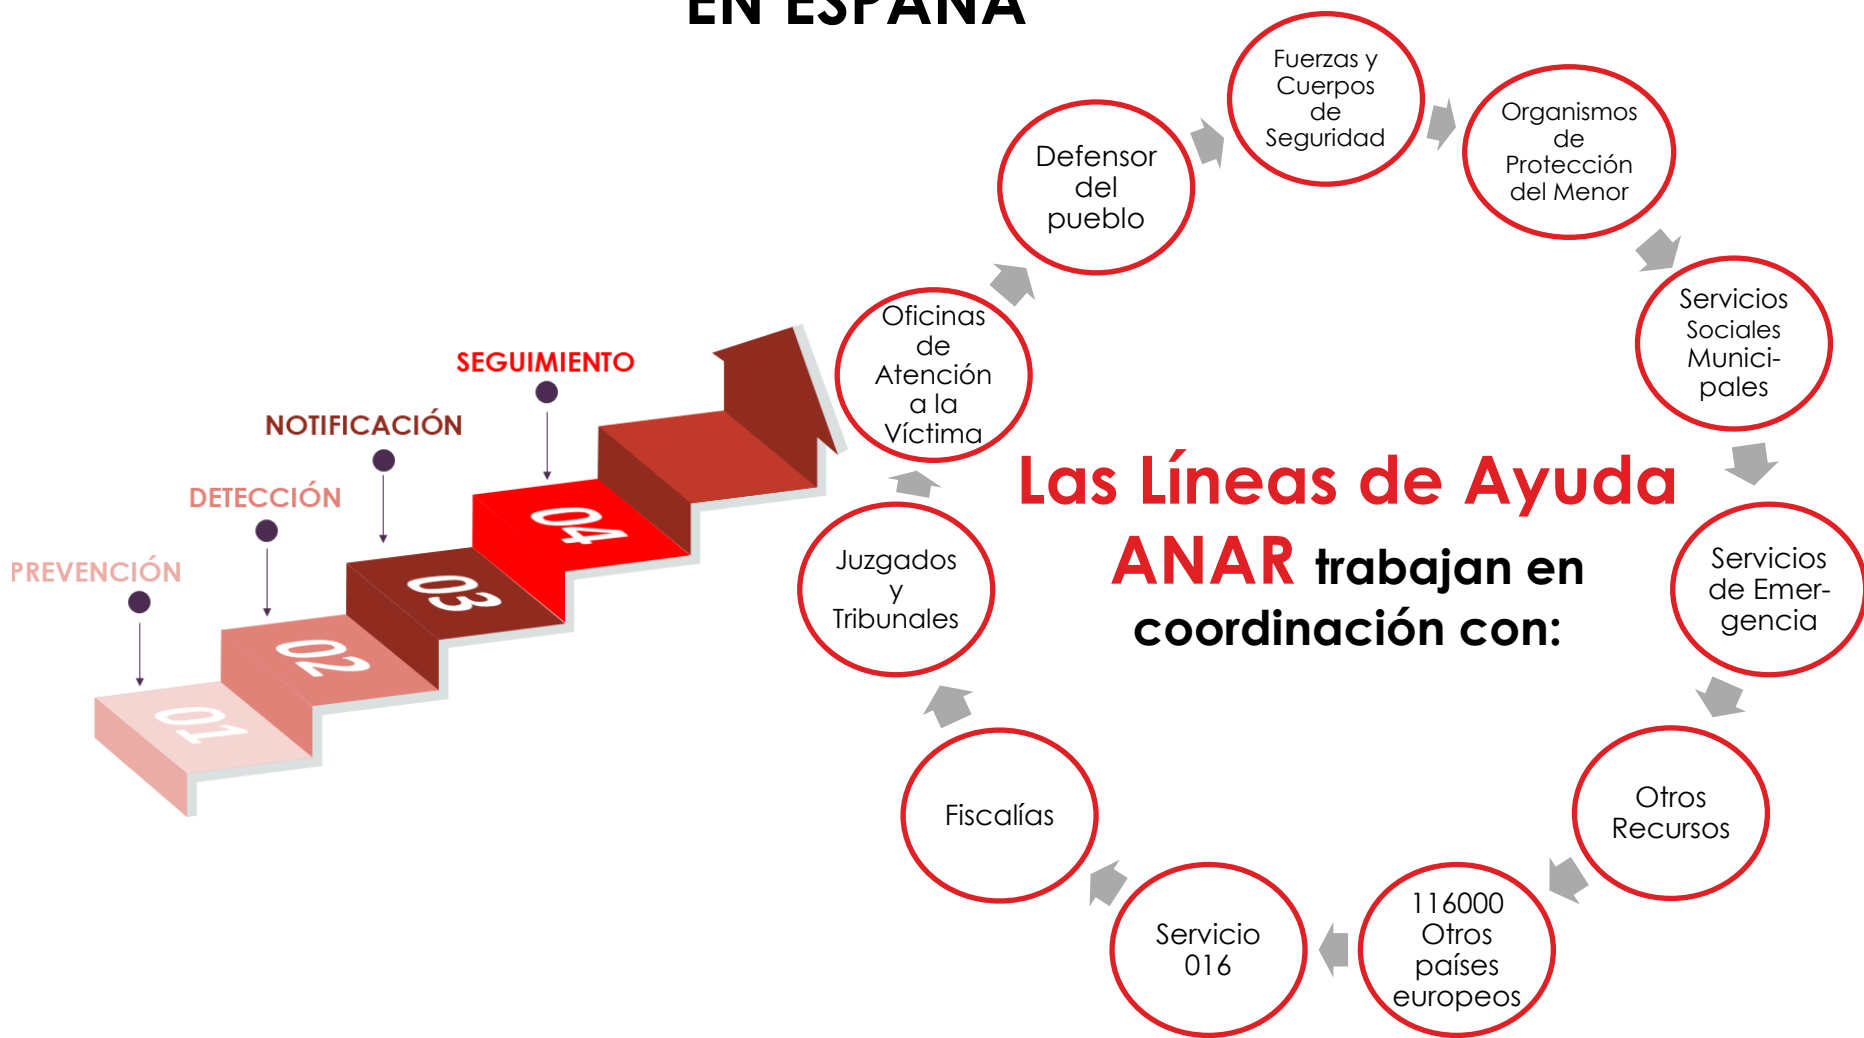 EN ESPAÑA
PREVENCIÓN
01
DETECCIÓN
02
NOTIFICACIÓN
03
SEGUIMIENTO
04
Las Líneas de Ayuda
ANAR trabajan en
coordinación con:
Fuerzas y
Cuerpos
de
Seguridad
Organismos
de
Protección
del Menor
Servicios
Sociales
Munici-
pales
Servicios
de Emer-
gencia
Otros
Recursos
116000
Otros
países
europeos
Servicio
016
Fiscalías
Juzgados
y
Tribunales
Oficinas
de
Atención
a la
Víctima
Defensor
del
pueblo